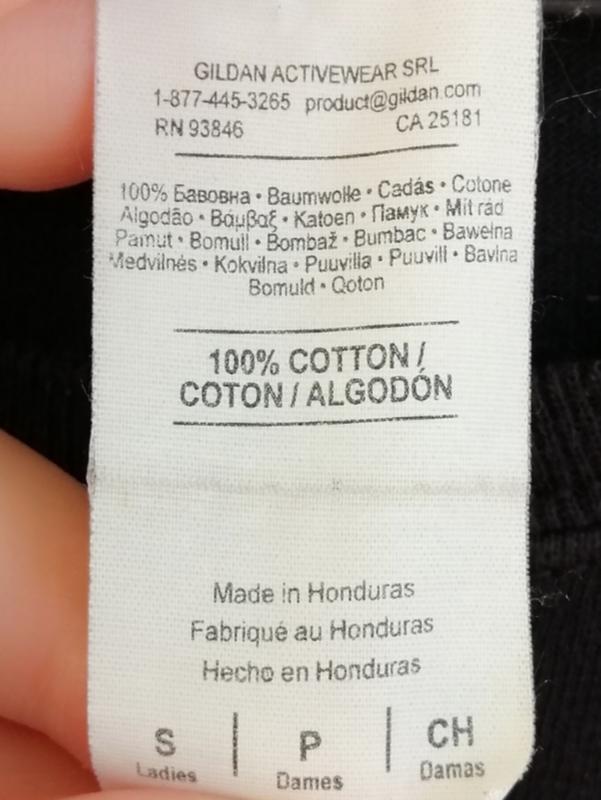 GILDAN ACTIVEWEAR SRL
1-877-445-3265 product@gildan.com
RN 93846 CA 25181
100% Бавовна • Baumwolle • Cadás • Cotone
Algodão • Βάμβαξ • Katoen • Памук • Mit rád
Pamut • Bomull • Bombaž • Bumbac • Bawełna
Medvilnės • Kokvilna • Puuvilla • Puuvill • Bavlna
Bomuld • Qoton
100% COTTON /
COTON / ALGODÓN
Made in Honduras
Fabriqué au Honduras
Hecho en Honduras
S P CH
Ladies Dames Damas